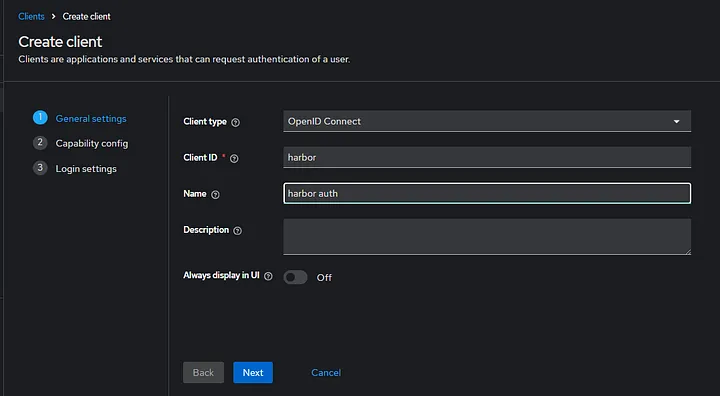 Clients > Create client
Create client
Clients are applications and services that can request authentication of a user.
1 General settings
2 Capability config
3 Login settings
Client type
OpenID Connect
Client ID *
harbor
Name
harbor auth
Description
Always display in UI
Off
Back
Next
Cancel